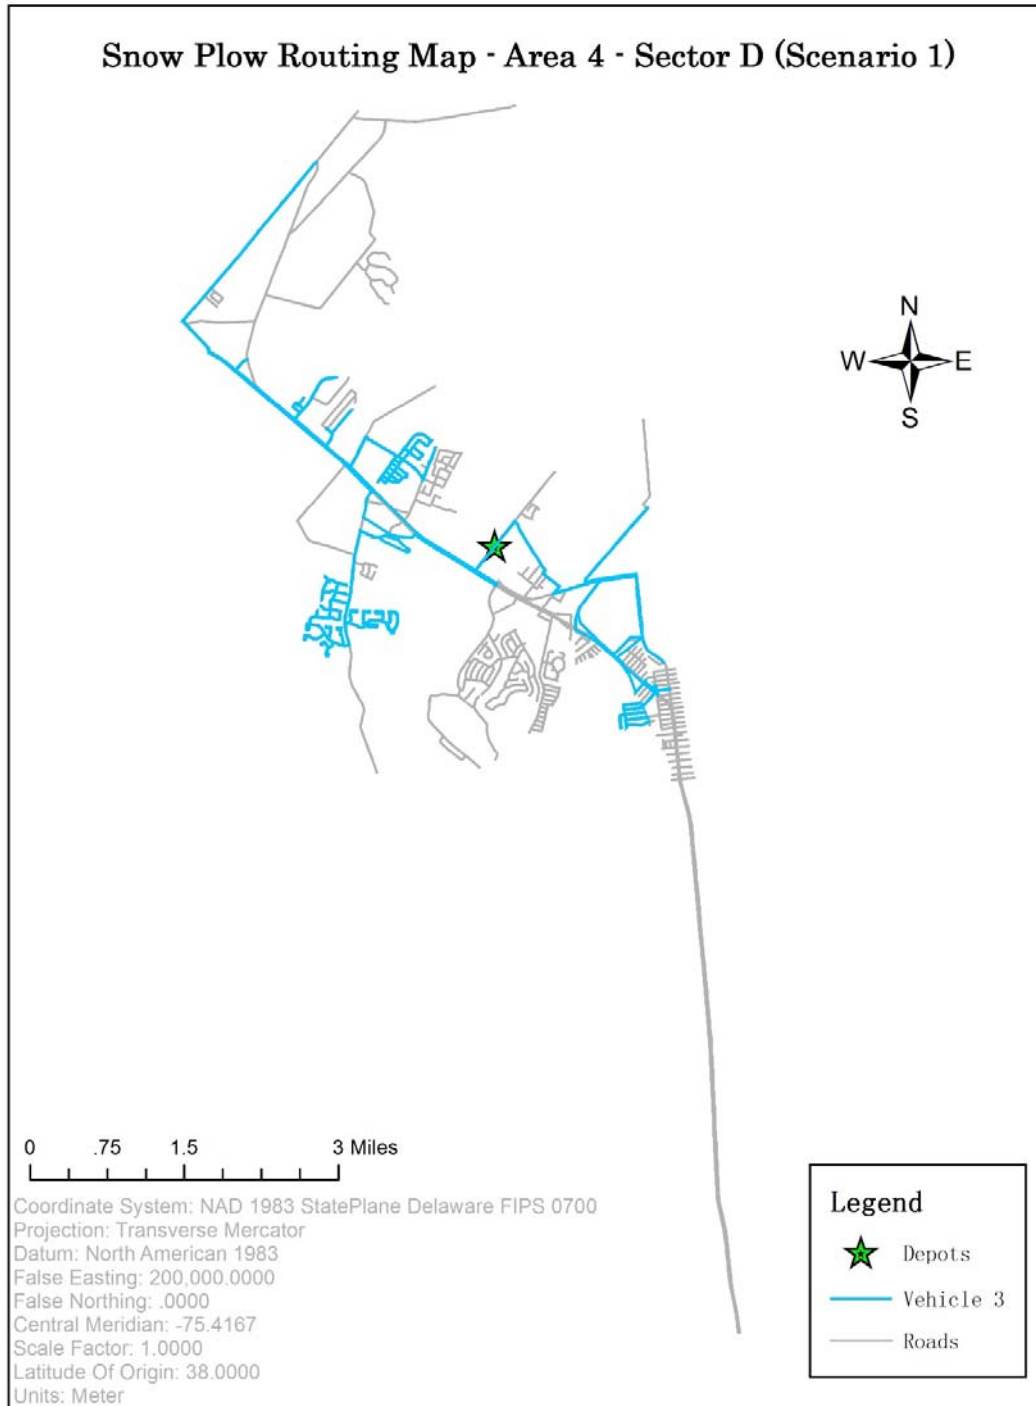 Snow Plow Routing Map - Area 4 - Sector D (Scenario 1)
N
W E
S
0 .75 1.5 3 Miles
Coordinate System: NAD 1983 StatePlane Delaware FIPS 0700
Projection: Transverse Mercator
Datum: North American 1983
False Easting: 200,000.0000
False Northing: .0000
Central Meridian: -75.4167
Scale Factor: 1.0000
Latitude Of Origin: 38.0000
Units: Meter
Legend
Depots
Vehicle 3
Roads